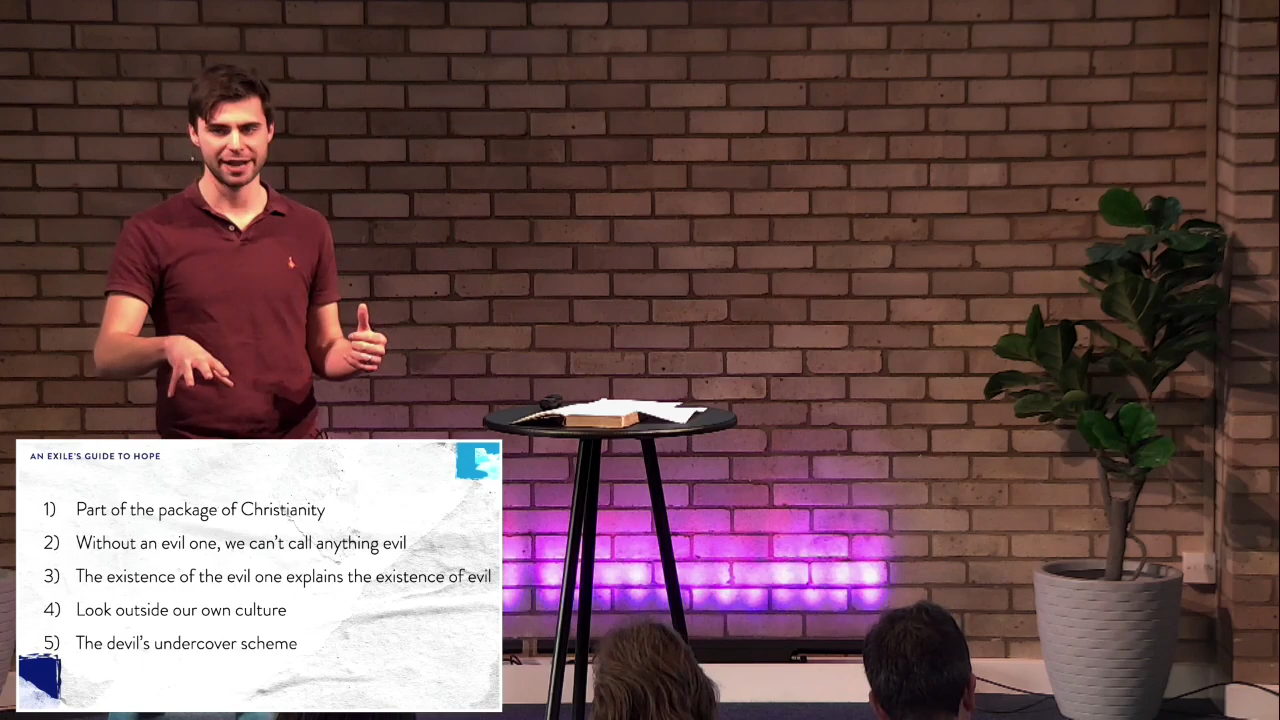 AN EXILE'S GUIDE TO HOPE
1) Part of the package of Christianity
2) Without an evil one, we can't call anything evil
3) The existence of the evil one explains the existence of evil
4) Look outside our own culture
5) The devil's undercover scheme